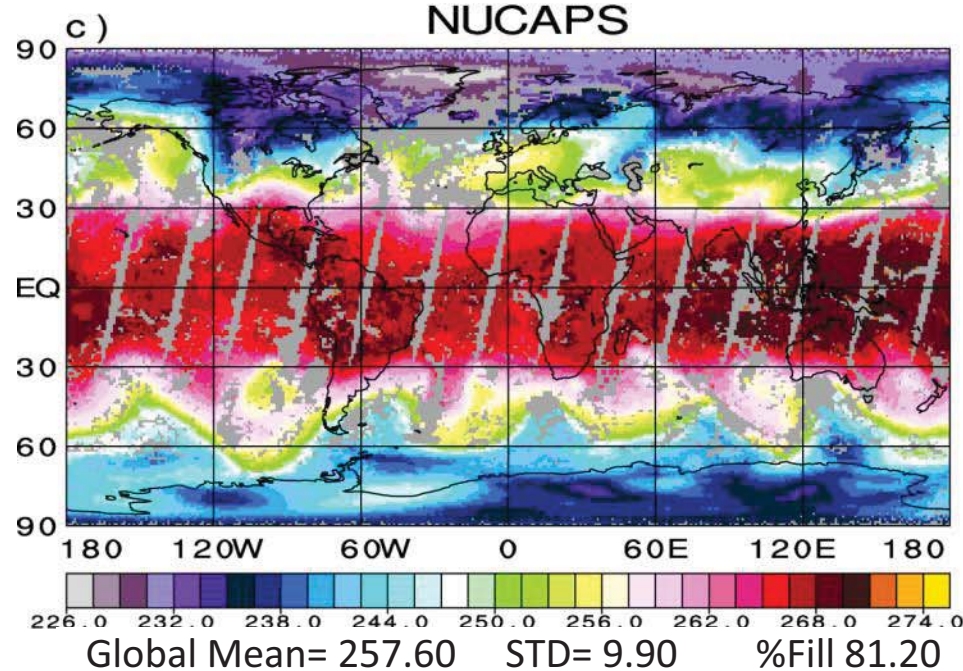 c)
NUCAPS
90
60
30
EQ
30
60
90
180 120W 60W 0 60E 120E 180
226.0 232.0 238.0 244.0 250.0 256.0 262.0 268.0 274.0
Global Mean= 257.60 STD= 9.90 %Fill 81.20